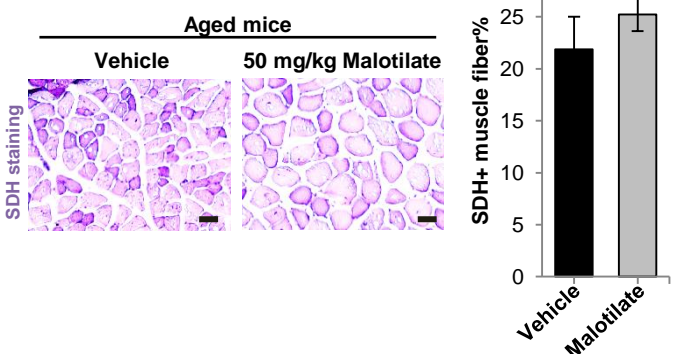 Aged mice
Vehicle
50 mg/kg Malotilate
SDH staining
SDH+ muscle fiber%
25
20
15
10
5
0
Vehicle
Malotilate